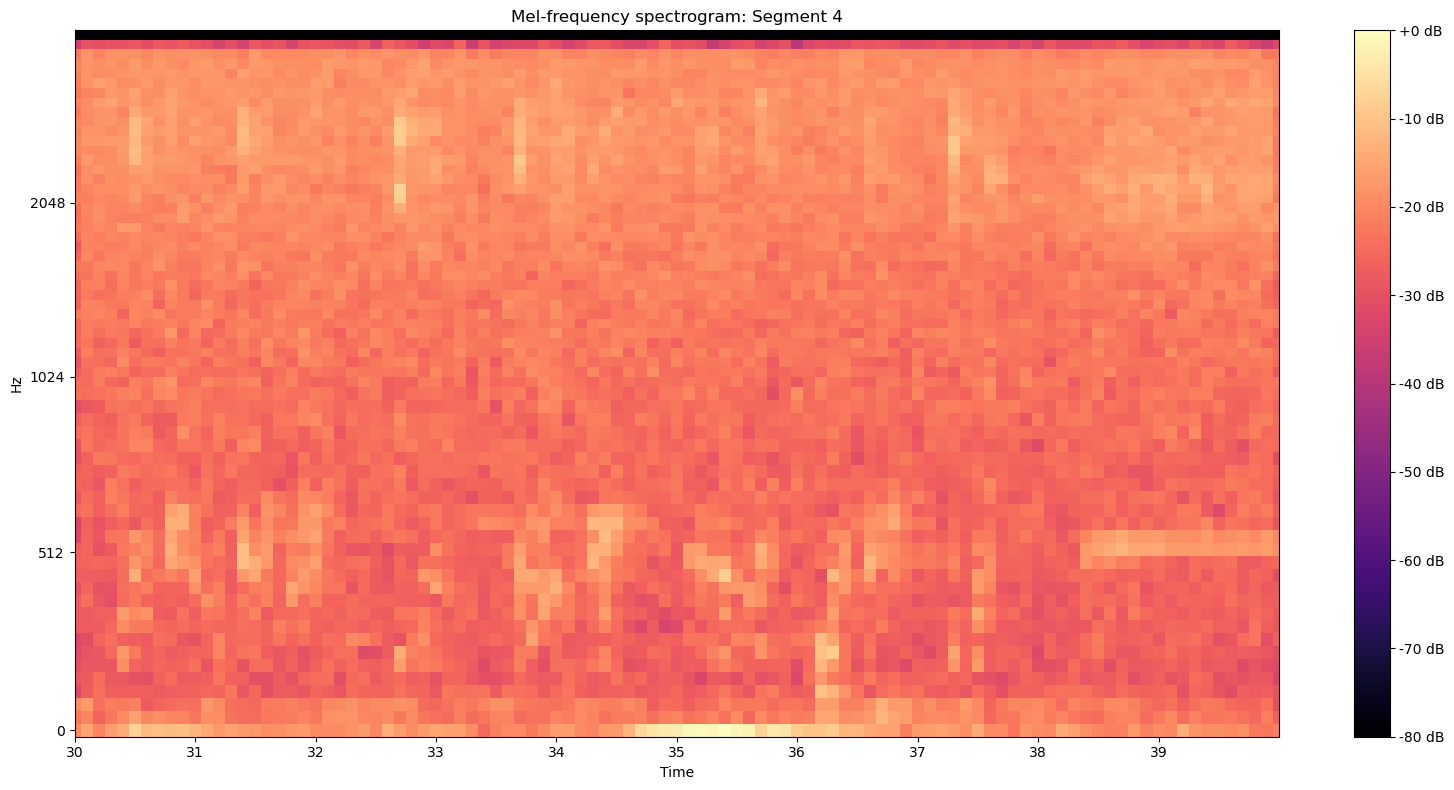 Mel-frequency spectrogram: Segment 4
+0 dB
-10 dB
-20 dB
-30 dB
-40 dB
-50 dB
-60 dB
-70 dB
-80 dB
Hz
2048
1024
512
0
30 31 32 33 34 35 36 37 38 39
Time